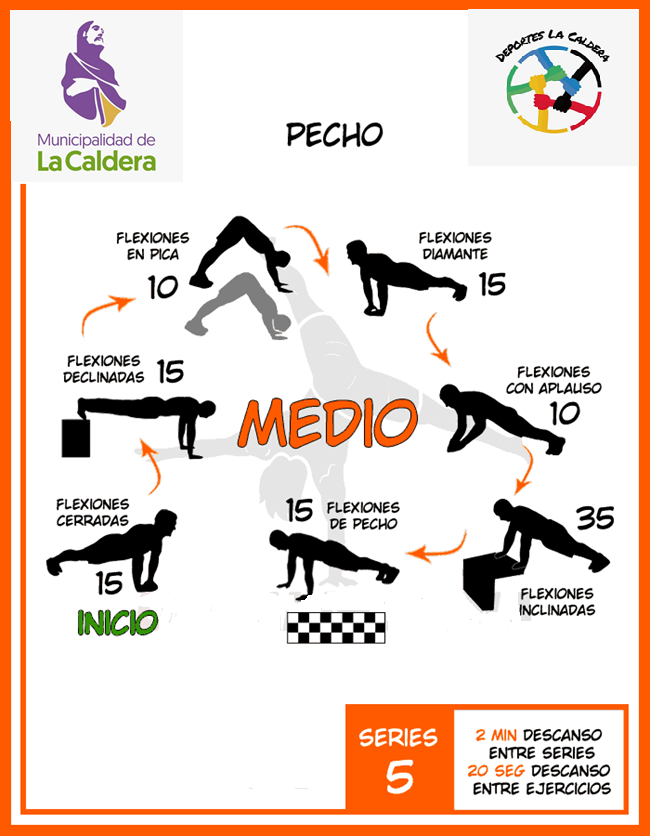 Municipalidad de
La Caldera
DEPORTES LA CALDERA
PECHO
FLEXIONES
EN PICA
10
FLEXIONES
DIAMANTE
15
FLEXIONES
DECLINADAS
15
FLEXIONES
CON APLAUSO
10
MEDIO
FLEXIONES
CERRADAS
15
INICIO
15
FLEXIONES
DE PECHO
35
FLEXIONES
INCLINADAS
SERIES
5
2 MIN DESCANSO
ENTRE SERIES
20 SEG DESCANSO
ENTRE EJERCICIOS